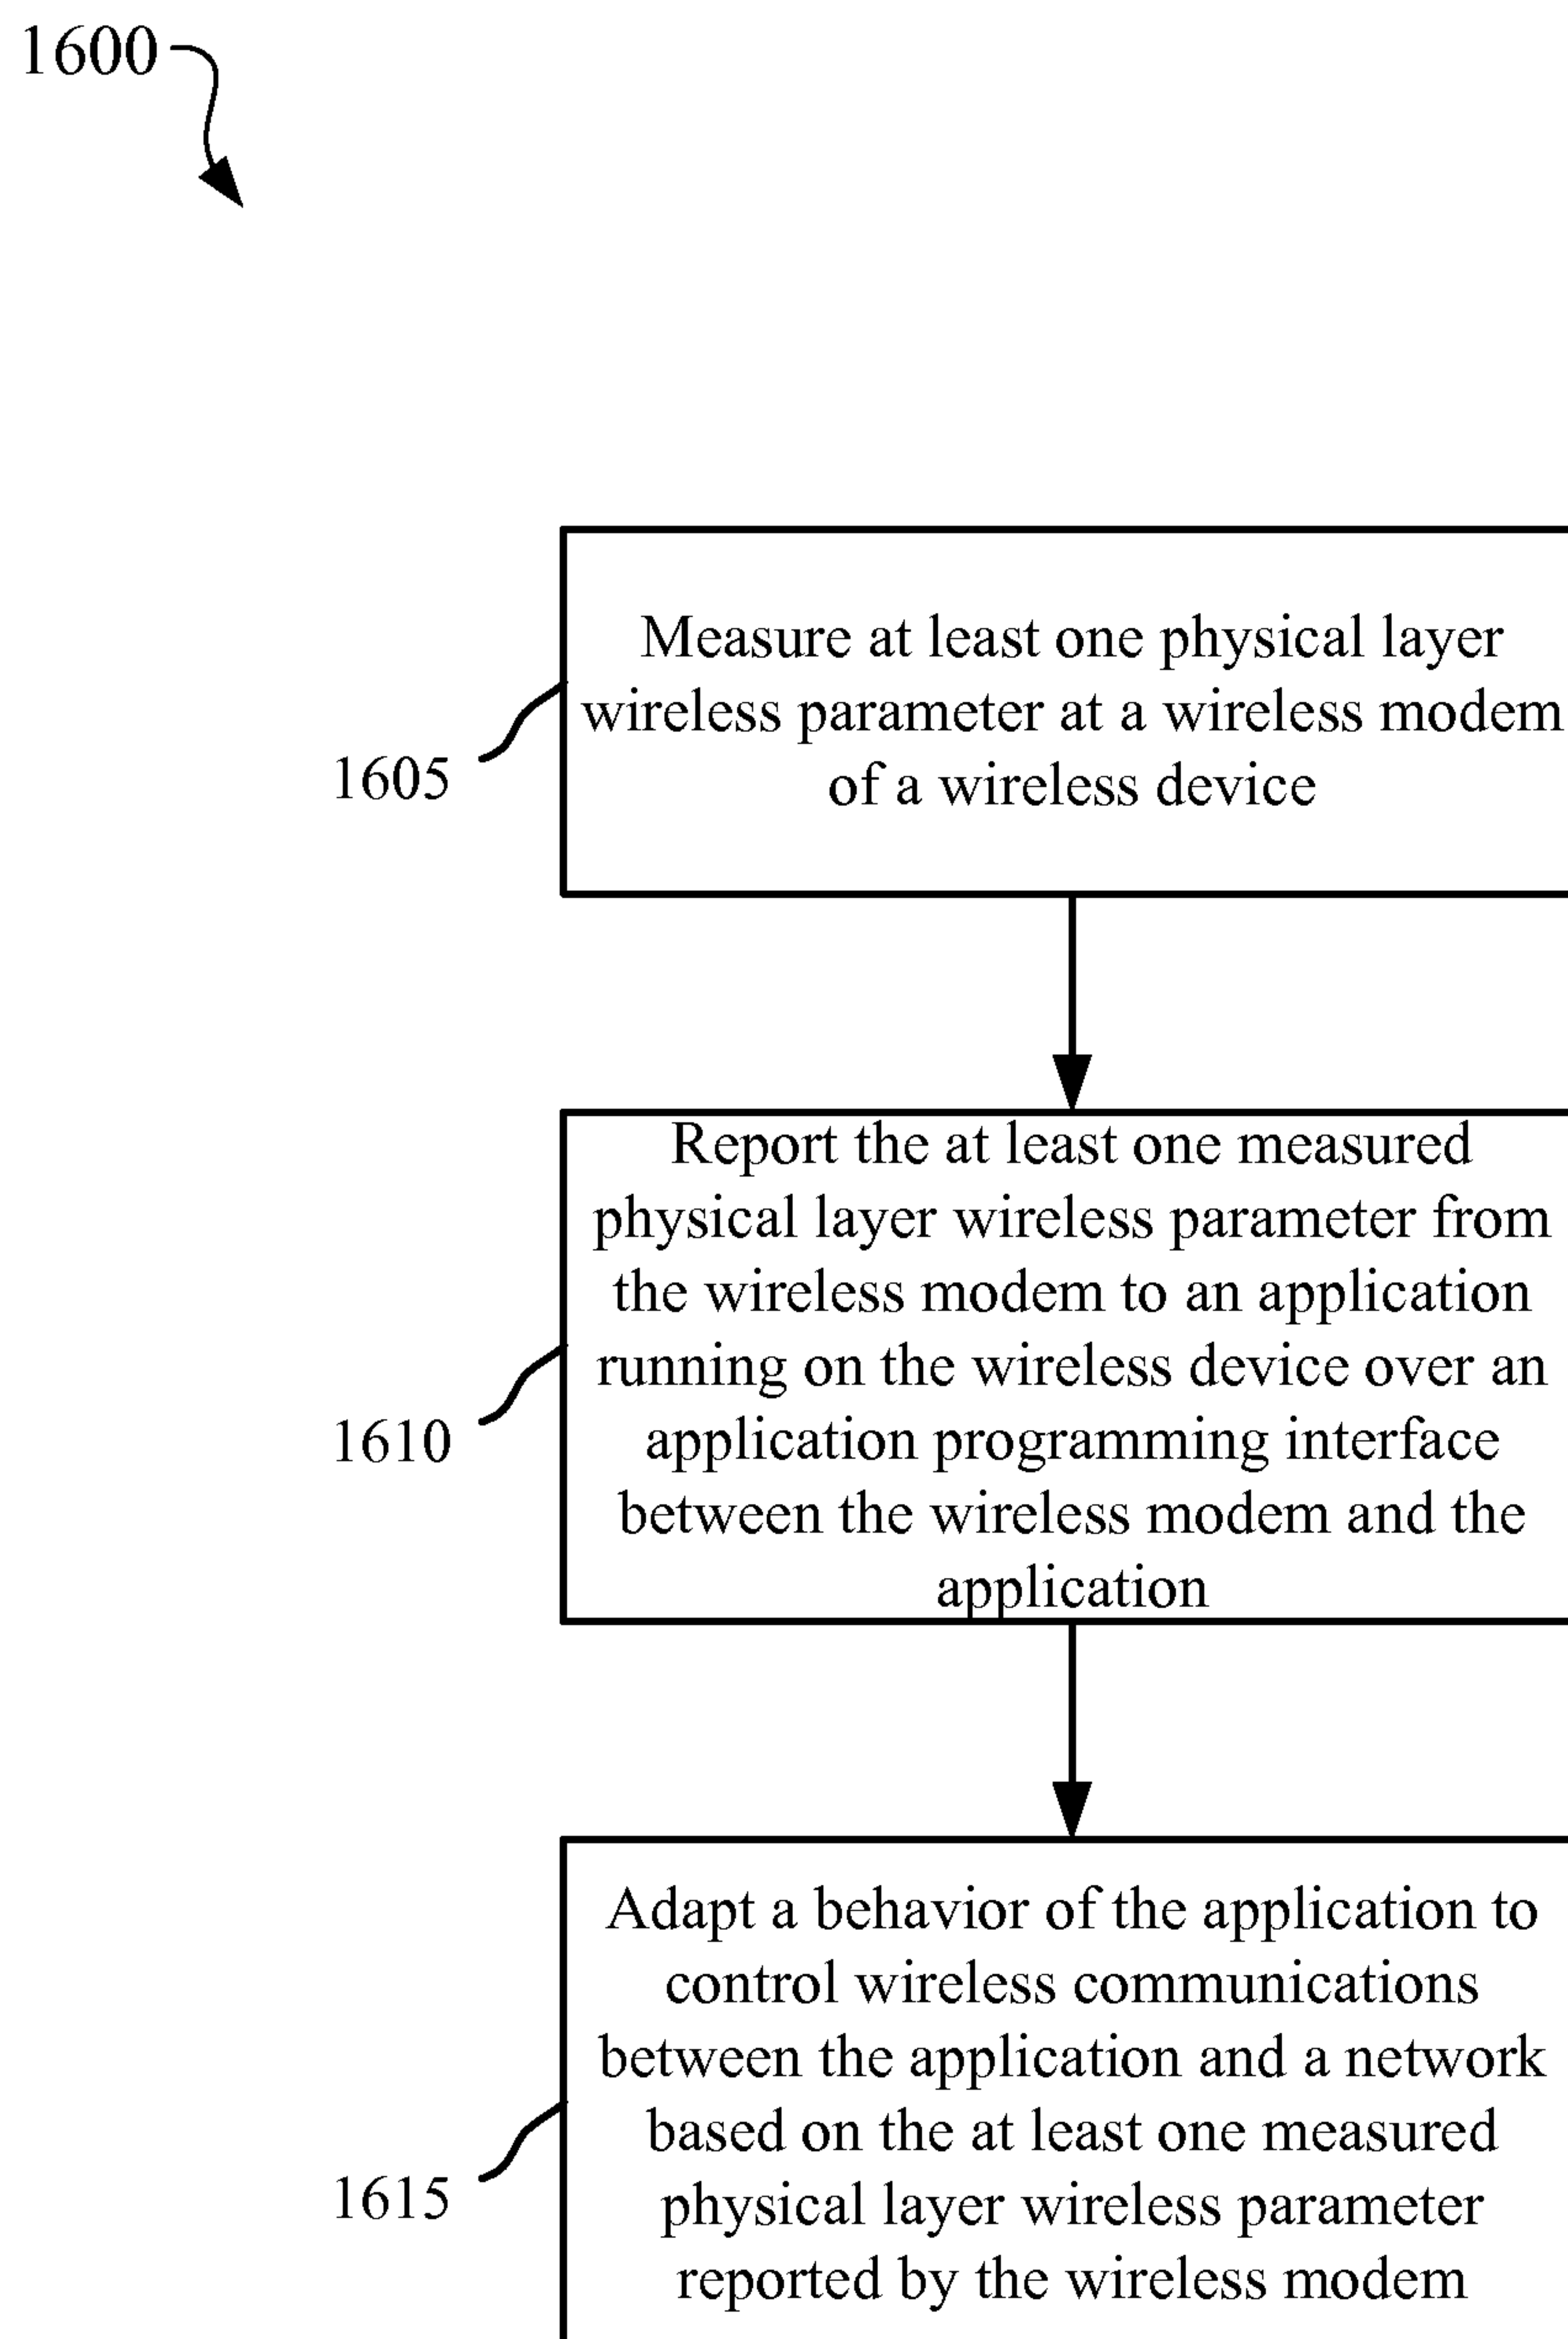 1600
Measure at least one physical layer
wireless parameter at a wireless modem
of a wireless device
1605
Report the at least one measured
physical layer wireless parameter from
the wireless modem to an application
running on the wireless device over an
application programming interface
between the wireless modem and the
application
1610
Adapt a behavior of the application to
control wireless communications
between the application and a network
based on the at least one measured
physical layer wireless parameter
reported by the wireless modem
1615